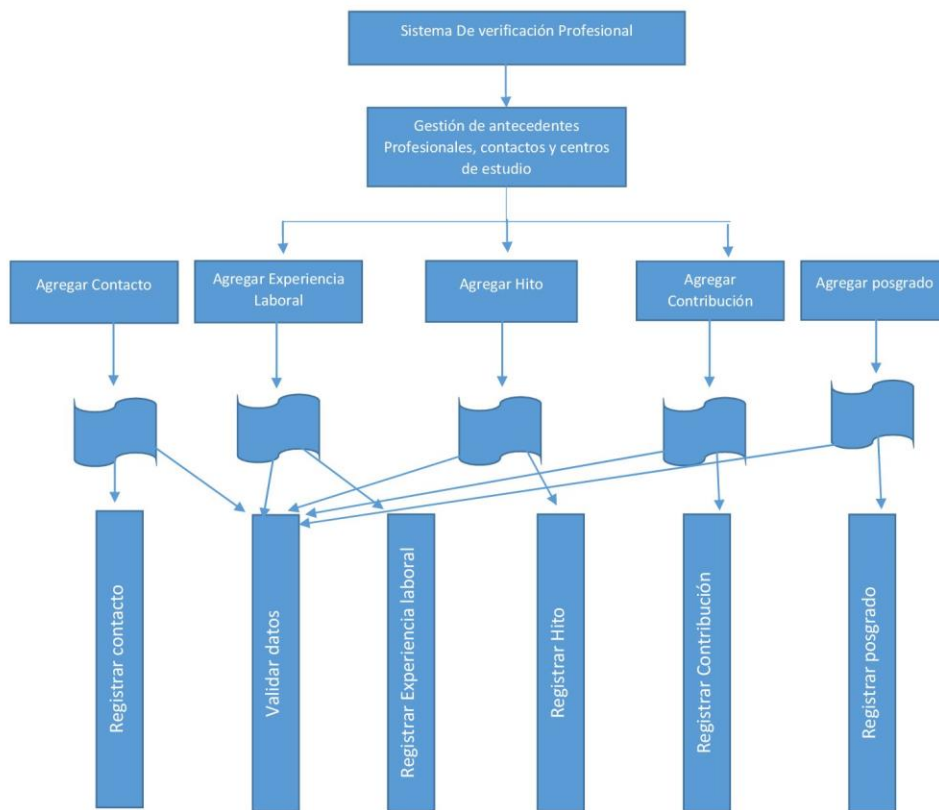 Sistema De verificación Profesional
Gestión de antecedentes
Profesionales, contactos y centros
de estudio
Agregar Contacto
Agregar Experiencia
Laboral
Agregar Hito
Agregar
Contribución
Agregar posgrado
Registrar contacto
Validar datos
Registrar Experiencia laboral
Registrar Hito
Registrar Contribución
Registrar posgrado